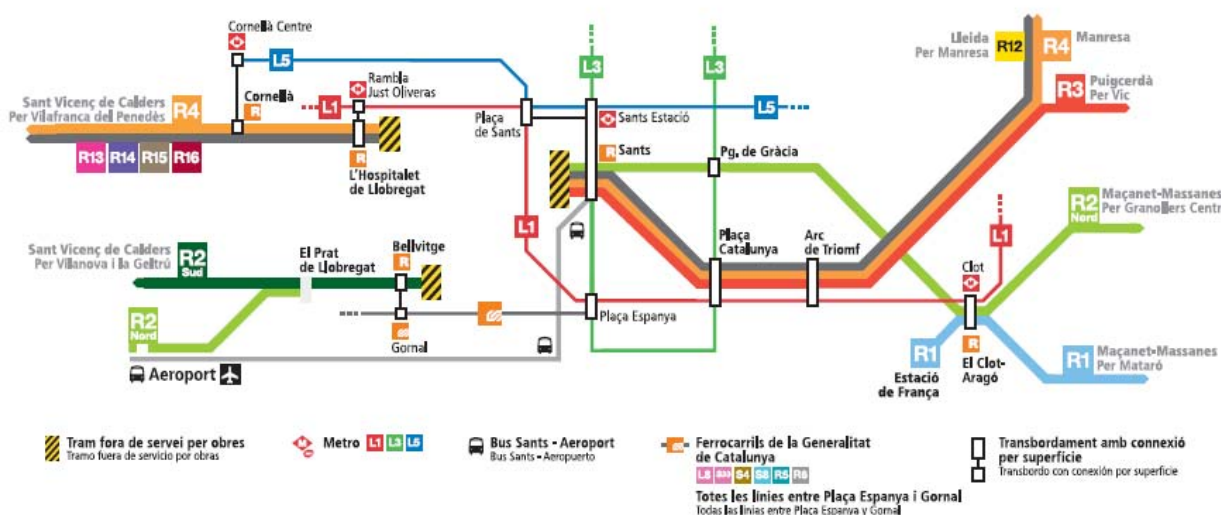 Cornellà Centre
L5
Rambla
Just Oliveras
L1
Sant Vicenç de Calders
Per Vilafranca del Penedès
R4
Cornellà
R
R13
R14
R15
R16
R
L'Hospitalet
de Llobregat
Plaça
de Sants
L3
L3
L5
Sants Estació
R
Sants
Pg. de Gràcia
Lleida
Per Manresa
R12
R4
Manresa
R3
Puigcerdà
Per Vic
L1
Plaça
Catalunya
Arc
de Triomf
L1
R2
Nord
Maçanet-Massanes
Per Granollers Centr
Clot
Sant Vicenç de Calders
Per Vilanova i la Geltrú
R2
Sud
El Prat
de Llobregat
Bellvitge
R
R2
Nord
Gornal
Plaça Espanya
Aeroport
R1
Estació
de França
R
El Clot-
Aragó
R1
Maçanet-Massanes
Per Mataró
Tram fora de servei per obres
Tramo fuera de servicio por obras
M
Metro L1 L3 L5
Bus Sants - Aeroport
Bus Sants - Aeropuerto
Ferrocarrils de la Generalitat
de Catalunya
L8 S33 S4 S8 R5 R6
Totes les línies entre Plaça Espanya i Gornal
Todas las línias entre Plaça Espanya y Gornal
Transbordament amb connexió
per superfície
Transbordo con conexión por superficie